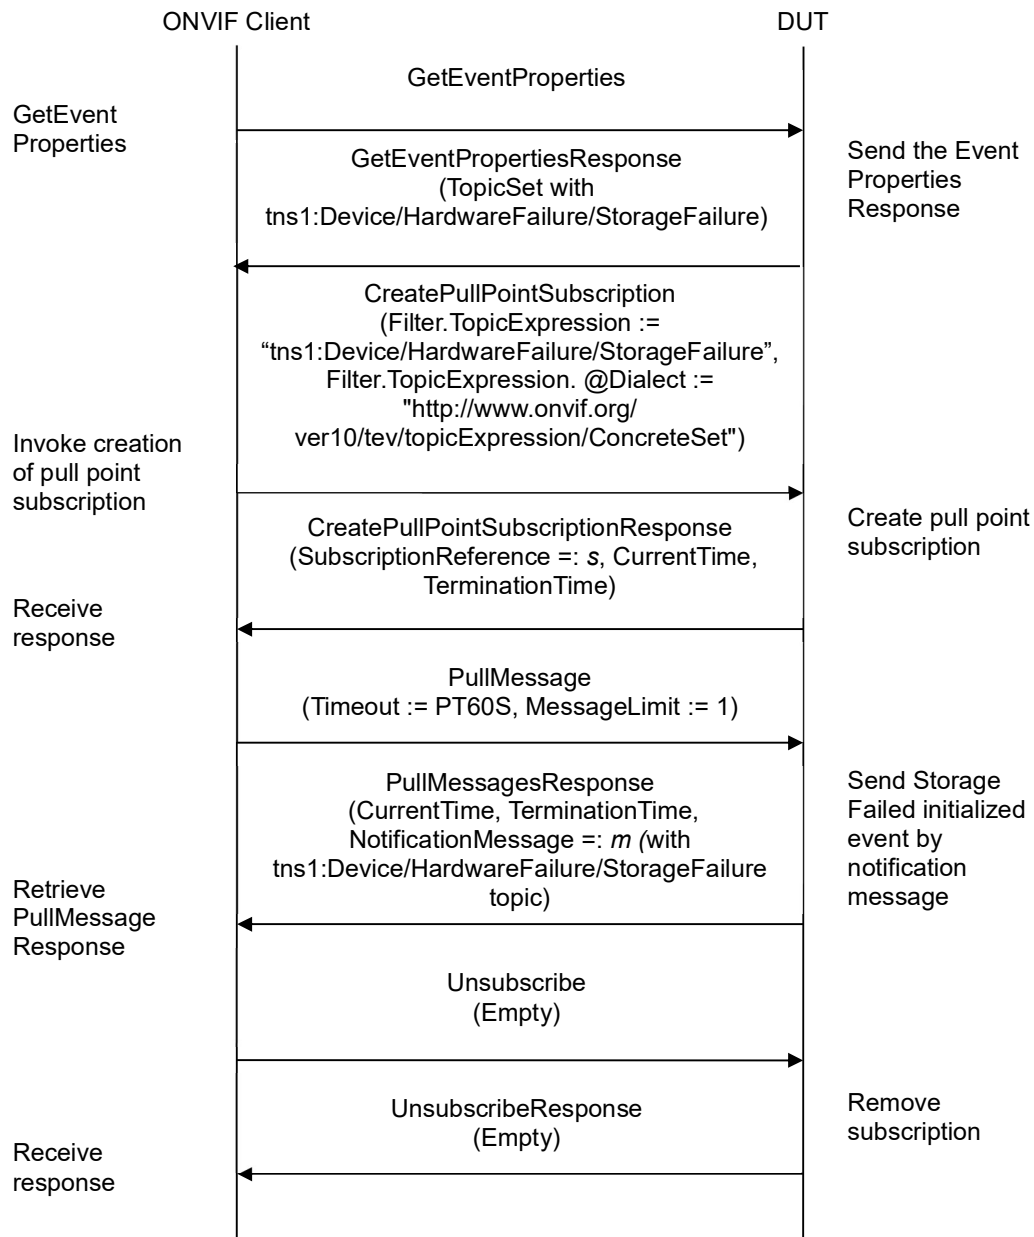 ONVIF Client
DUT
GetEventProperties
GetEvent
Properties
GetEventPropertiesResponse
(TopicSet with
tns1:Device/HardwareFailure/StorageFailure)
Send the Event
Properties
Response
CreatePullPointSubscription
(Filter.TopicExpression :=
“tns1:Device/HardwareFailure/StorageFailure”,
Filter.TopicExpression. @Dialect :=
"http://www.onvif.org/
ver10/tev/topicExpression/ConcreteSet")
Invoke creation
of pull point
subscription
CreatePullPointSubscriptionResponse
(SubscriptionReference =: s, CurrentTime,
TerminationTime)
Create pull point
subscription
Receive
response
PullMessage
(Timeout := PT60S, MessageLimit := 1)
PullMessagesResponse
(CurrentTime, TerminationTime,
NotificationMessage =: m (with
tns1:Device/HardwareFailure/StorageFailure
topic)
Send Storage
Failed initialized
event by
notification
message
Retrieve
PullMessage
Response
Unsubscribe
(Empty)
UnsubscribeResponse
(Empty)
Remove
subscription
Receive
response